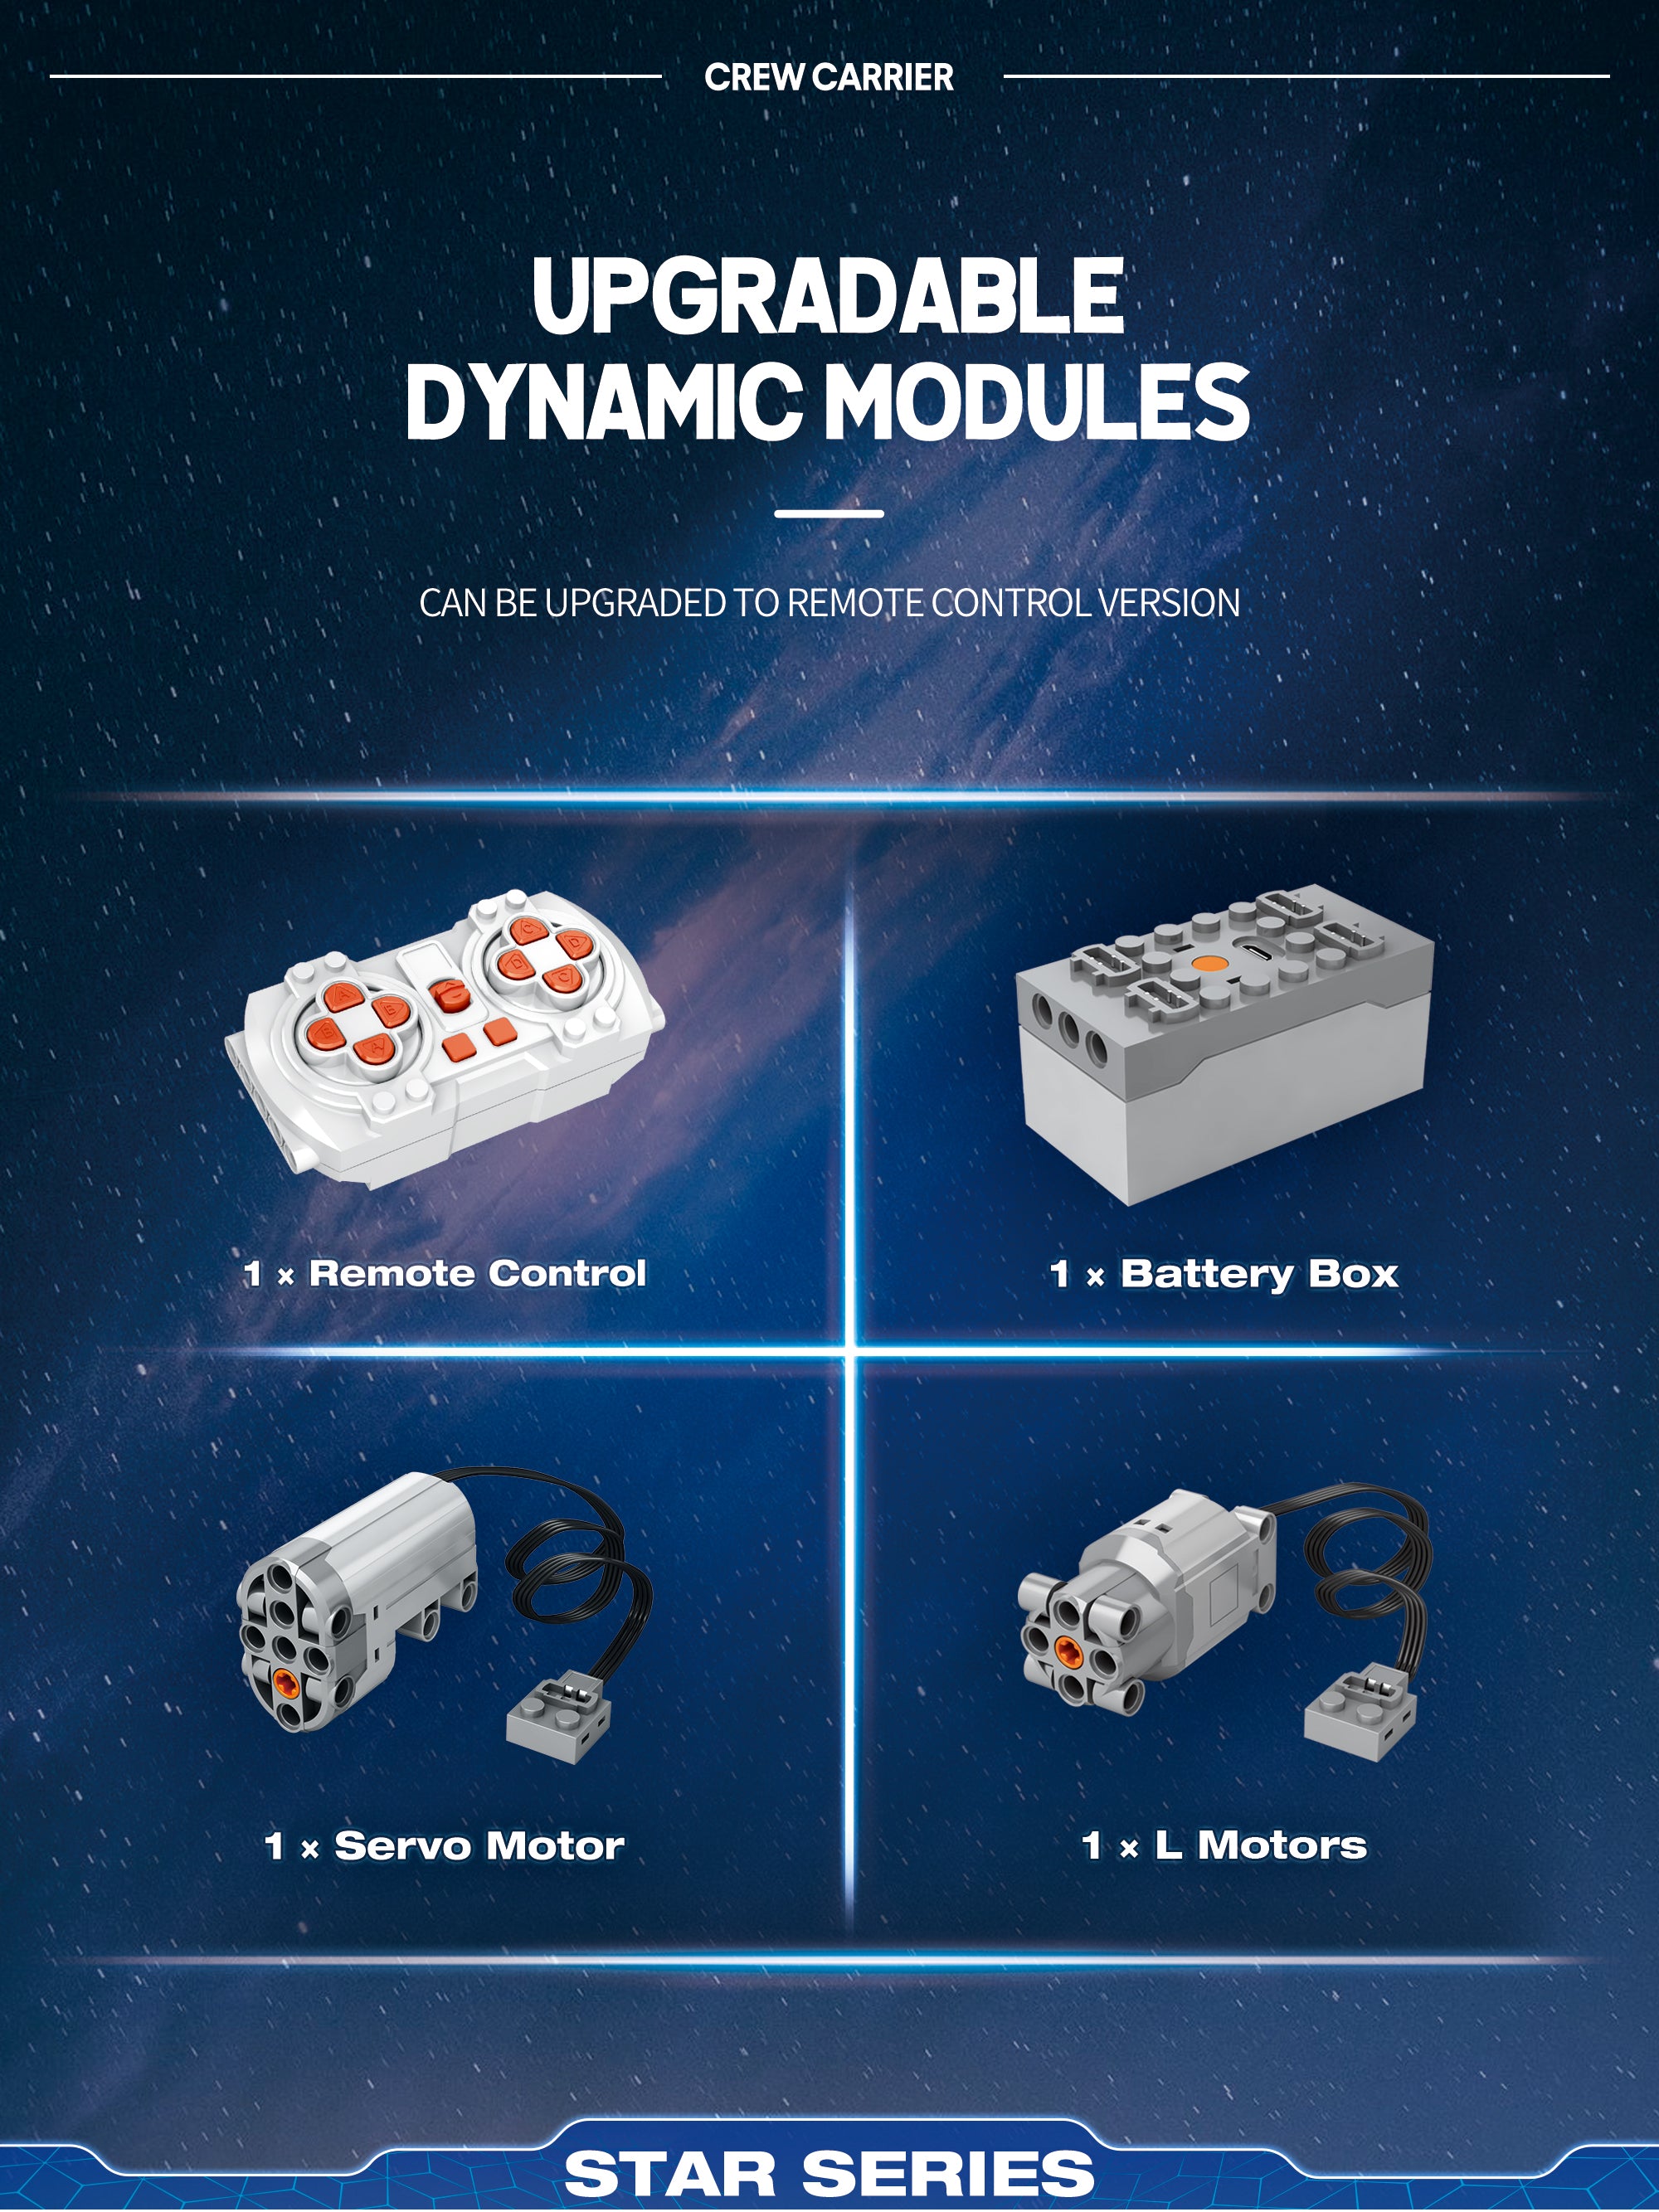 CREW CARRIER
UPGRADABLE
DYNAMIC MODULES
CAN BE UPGRADED TO REMOTE CONTROL VERSION
1 × Remote Control
1 × Battery Box
1 × Servo Motor
1 × L Motors
STAR SERIES